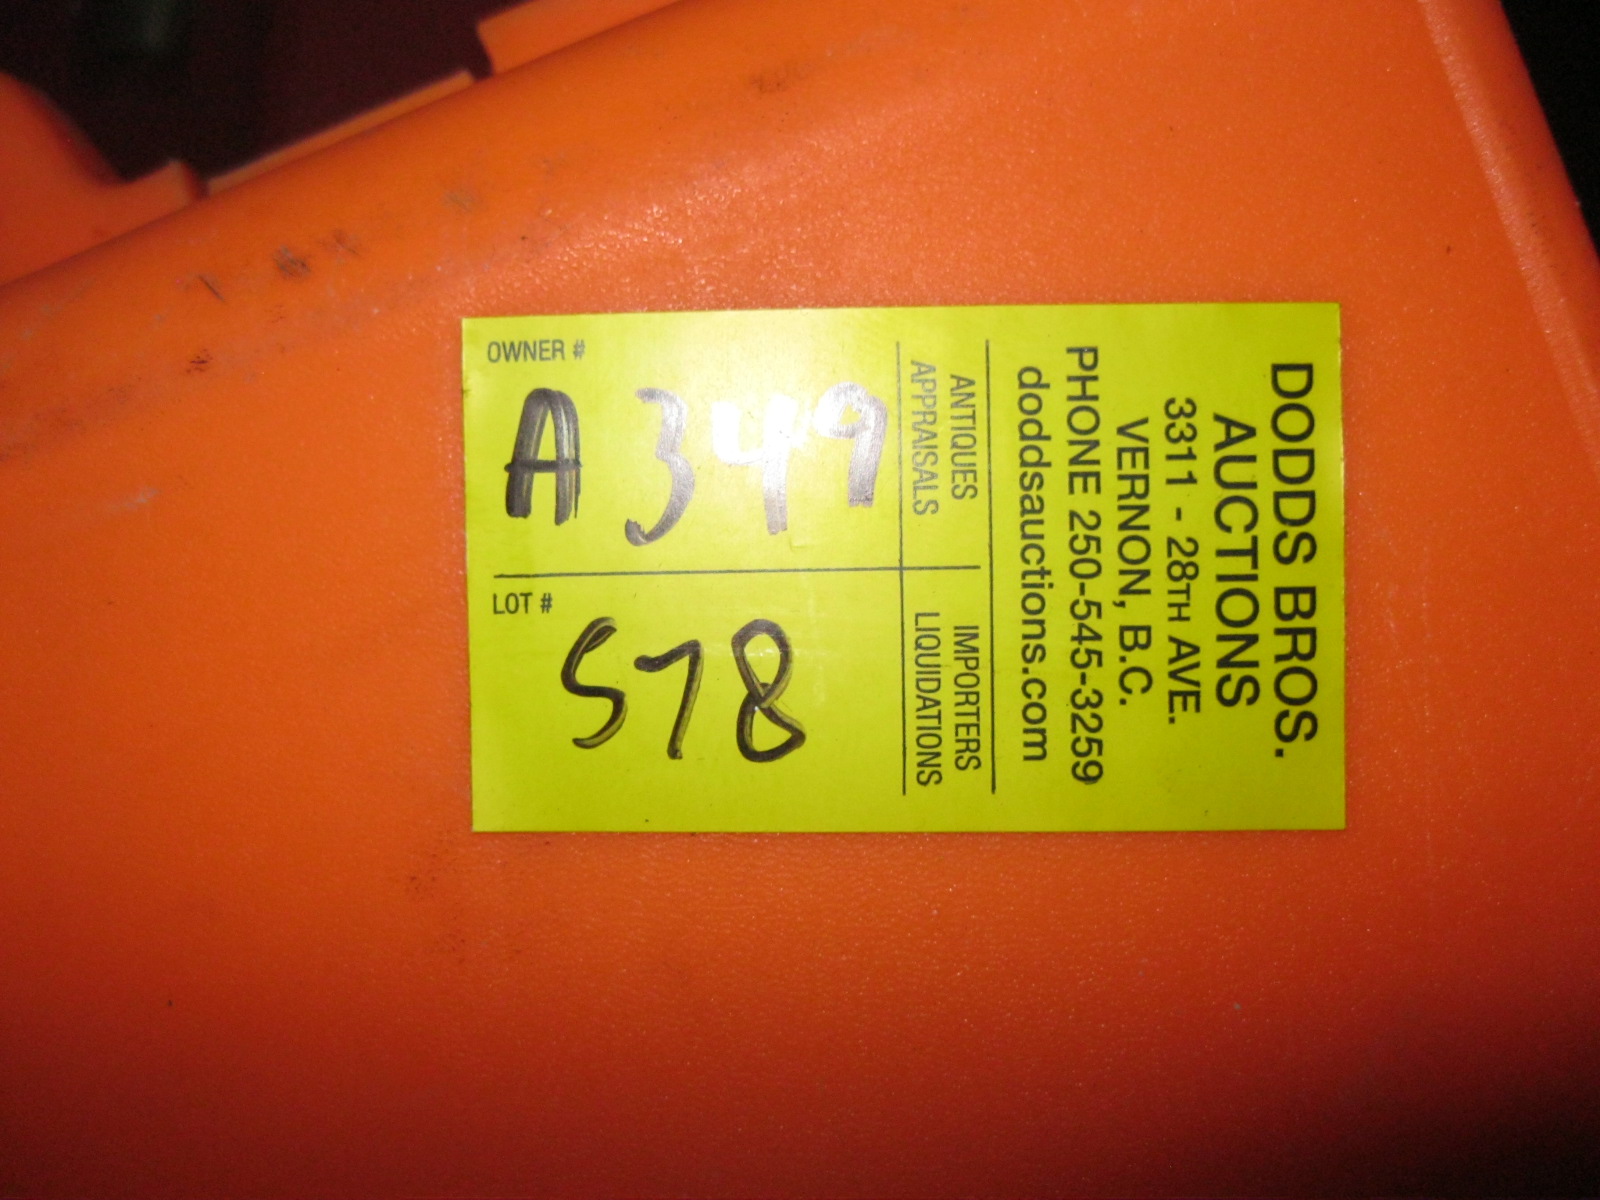 DODDS BROS.
AUCTIONS
3311 - 28TH AVE.
VERNON, B.C.
PHONE 250-545-3259
doddsauctions.com
ANTIQUES
APPRAISALS
IMPORTERS
LIQUIDATIONS
OWNER #
A 349
LOT #
578